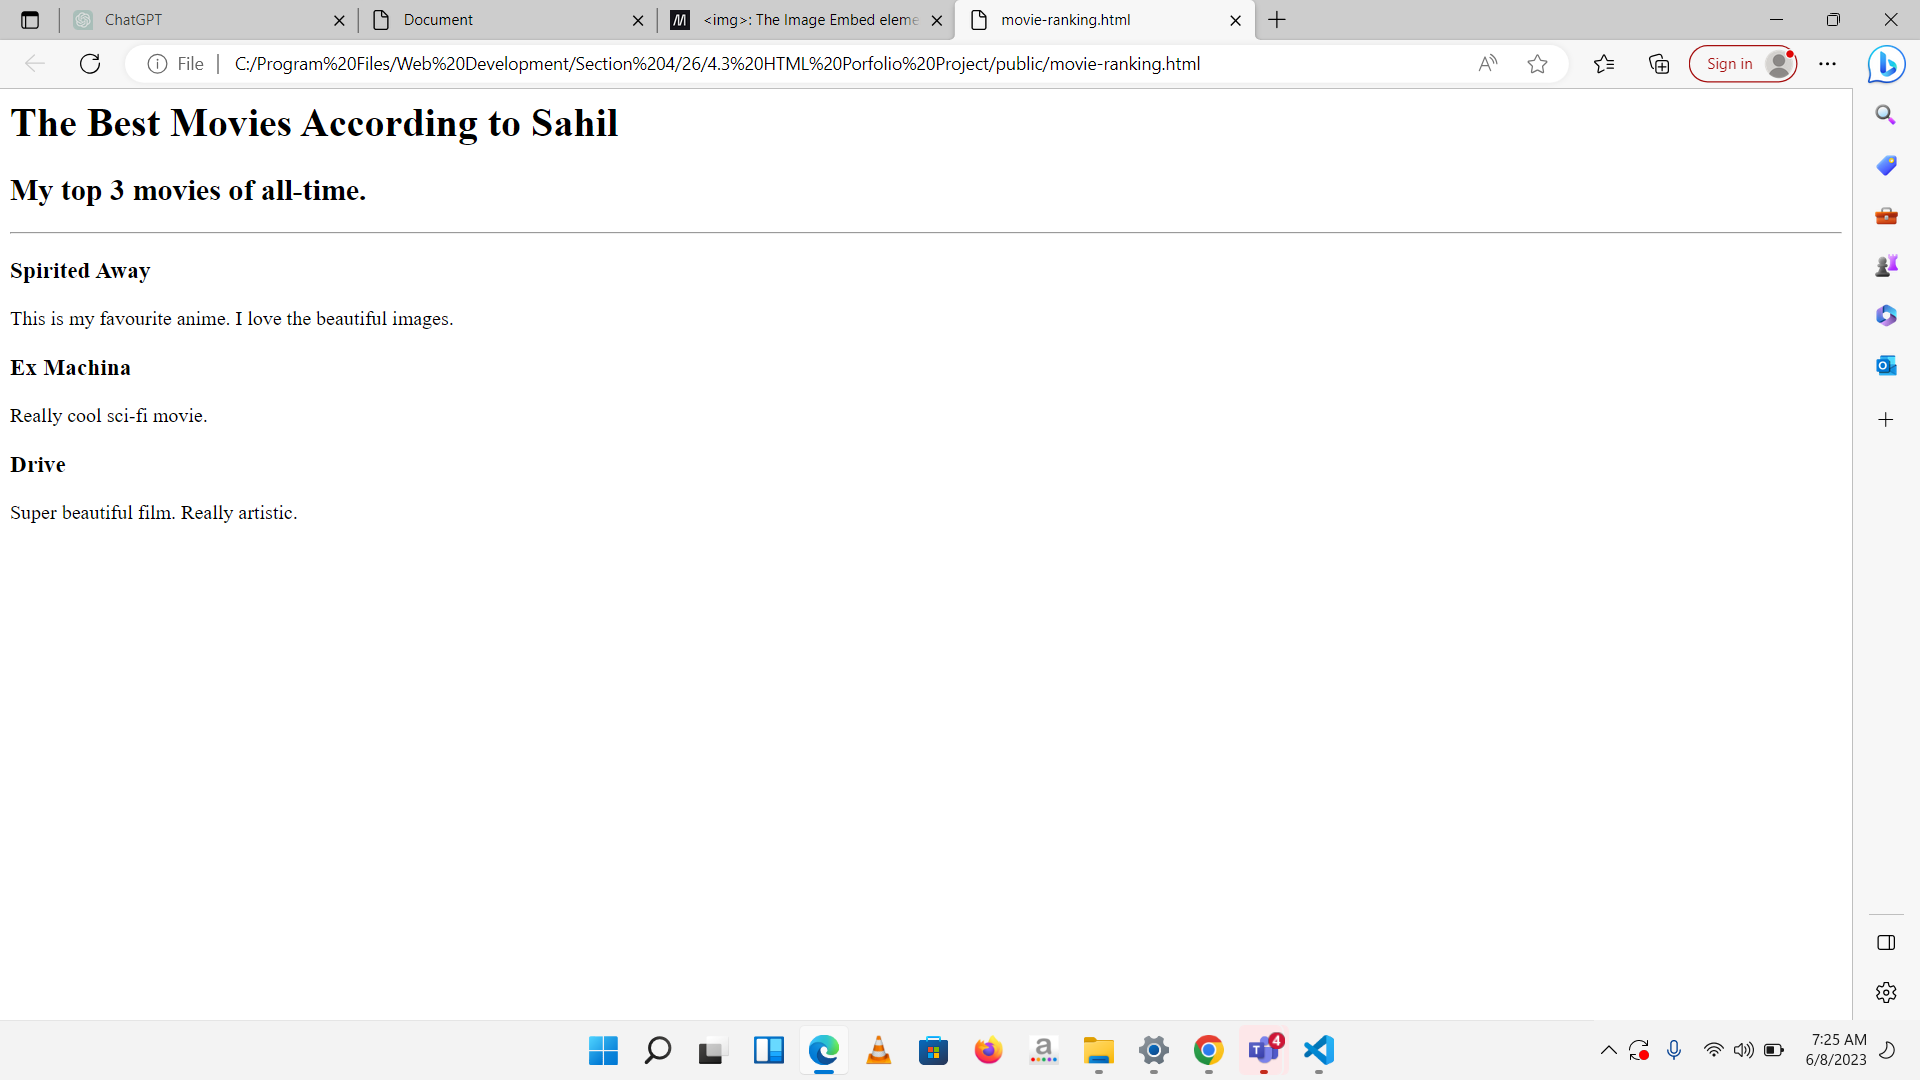 ChatGPT
Document
<img>: The Image Embed eleme
movie-ranking.html
File
C:/Program%20Files/Web%20Development/Section%204/26/4.3%20HTML%20Porfolio%20Project/public/movie-ranking.html
Sign in
The Best Movies According to Sahil
My top 3 movies of all-time.
Spirited Away
This is my favourite anime. I love the beautiful images.
Ex Machina
Really cool sci-fi movie.
Drive
Super beautiful film. Really artistic.
4
7:25 AM
6/8/2023